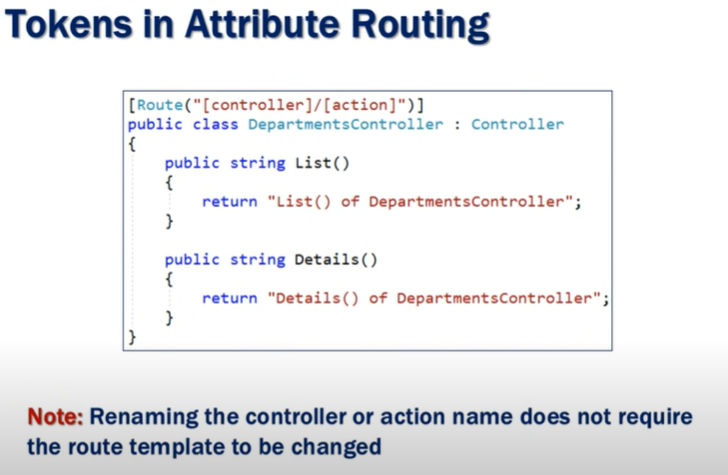 Tokens in Attribute Routing
[Route("[controller]/[action]")]
public class DepartmentsController : Controller
{
public string List()
{
return "List() of DepartmentsController";
}
public string Details()
{
return "Details() of DepartmentsController";
}
}
Note: Renaming the controller or action name does not require
the route template to be changed